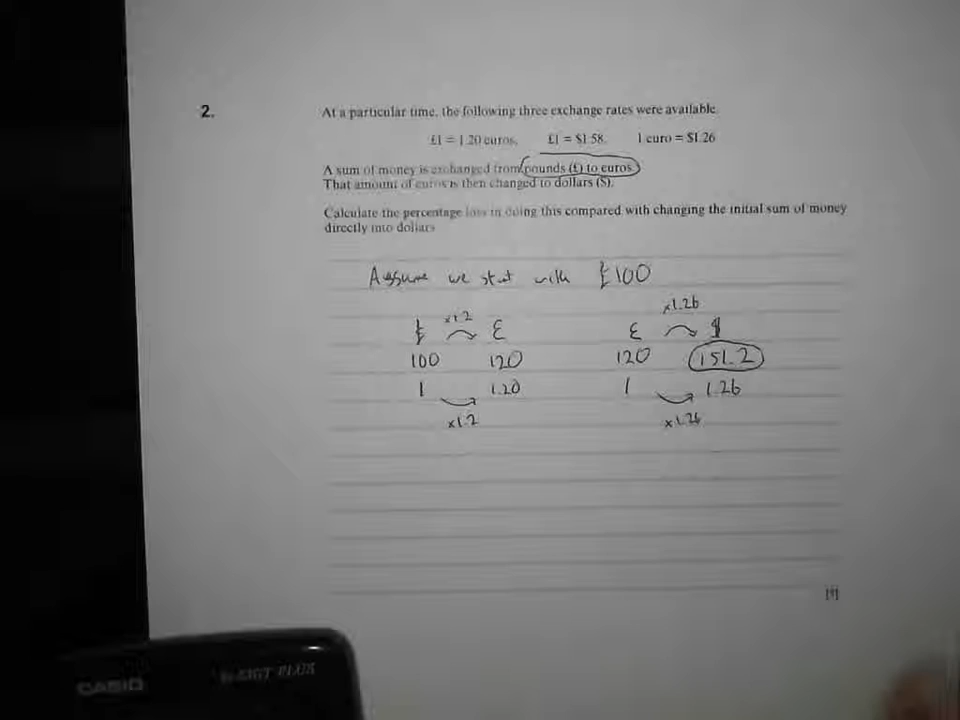 2.
At a particular time, the following three exchange rates were available.
£1 = 1.20 euros, £1 = $1.58, 1 euro = $1.26
A sum of money is exchanged from pounds (£) to euros.
That amount of euros is then changed to dollars ($).
Calculate the percentage loss in doing this compared with changing the initial sum of money
directly into dollars
Assume we start with £100
x1.2 x1.26
£ € € $
100 120 120 151.2
1 1.20 1 1.26
x1.2 x1.26
CASIO